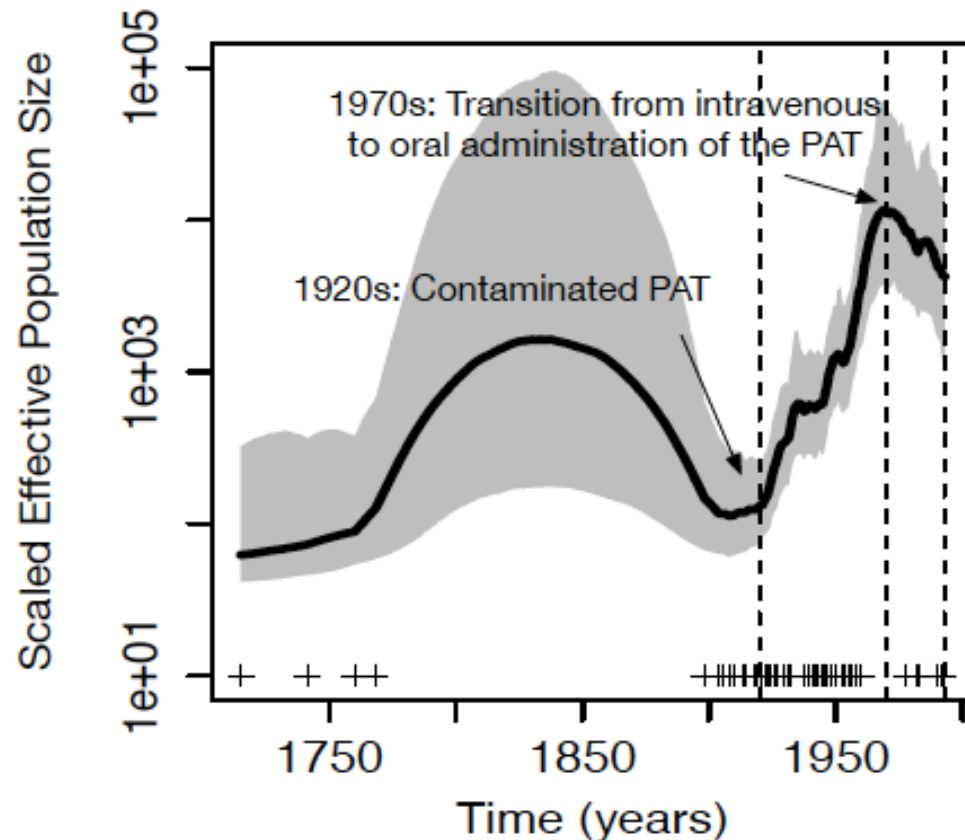 Scaled Effective Population Size
1e+05
1e+03
1e+01
1970s: Transition from intravenous
to oral administration of the PAT
1920s: Contaminated PAT
1750
1850
1950
Time (years)